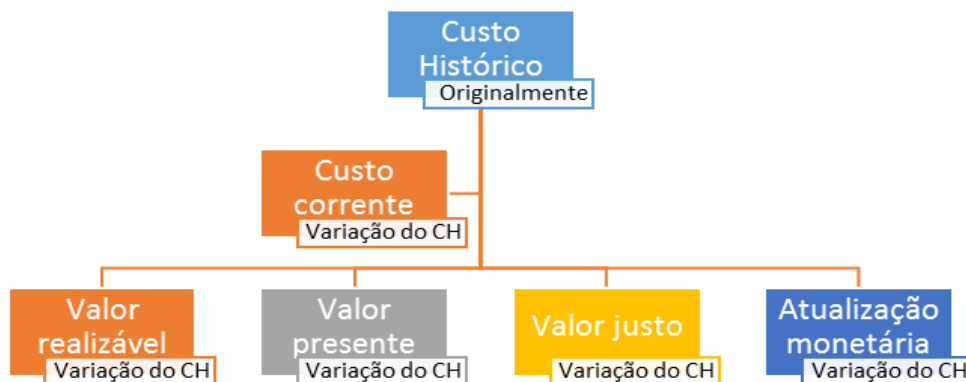 Custo
Histórico
Originalmente
Custo
corrente
Variação do CH
Valor
realizável
Variação do CH
Valor
presente
Variação do CH
Valor justo
Variação do CH
Atualização
monetária
Variação do CH